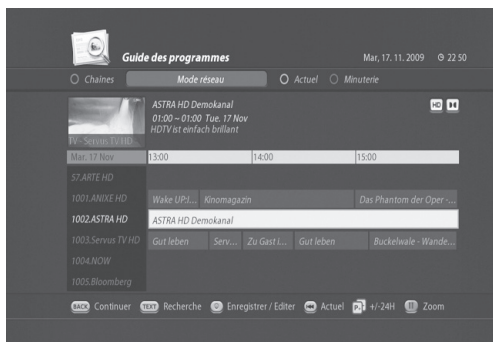 Guide des programmes
Mar, 17. 11. 2009 22 50
Chaînes Mode réseau Actuel Minuterie
ASTRA HD Demokanal
01:00 ~ 01:00 Tue. 17 Nov
HDTV ist einfach brillant
HD
TV - Servus TV HD
Mar. 17 Nov 13:00 14:00 15:00
57.ARTE HD
1001.ANIXE HD Wake UP:I... Kinomagazin Das Phantom der Oper -...
1002.ASTRA HD ASTRA HD Demokanal
1003.Servus TV HD Gut leben Serv... Zu Gast i... Gut leben Buckelwale - Wande...
1004.NOW
1005.Bloomberg
BACK Continuer TEXT Recherche Enregistrer / Editer Actuel P. +/-24H Zoom